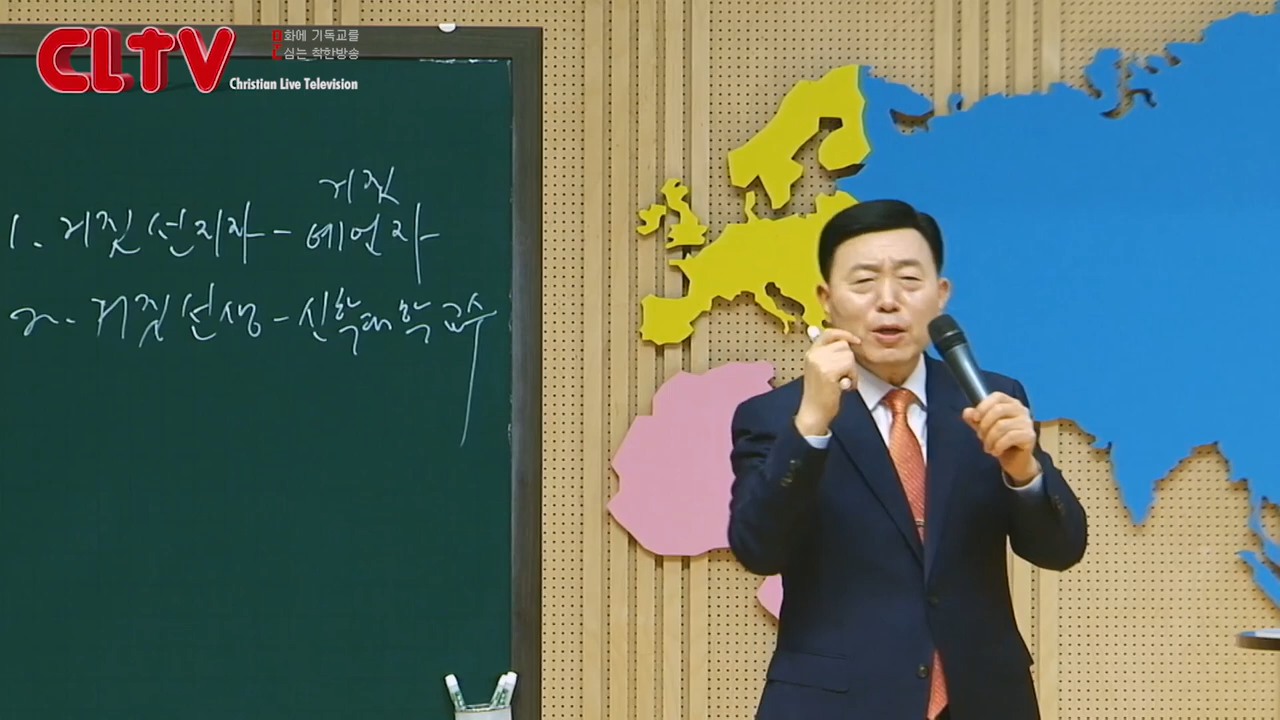 CLTV
화에 기독교를
심는 착한방송
Christian Live Television
거짓
1. 거짓 선지자 - 예언자
2. 거짓선생 - 신학대학 교수